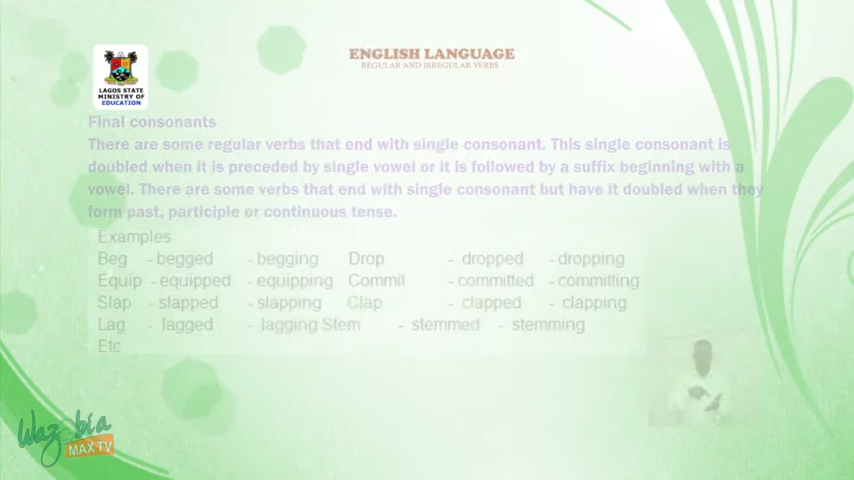 ENGLISH LANGUAGE
REGULAR AND IRREGULAR VERBS
LAGOS STATE
MINISTRY OF
EDUCATION
Final consonants
There are some regular verbs that end with single consonant. This single consonant is
doubled when it is preceded by single vowel or it is followed by a suffix beginning with a
vowel. There are some verbs that end with single consonant but have it doubled when they
form past, participle or continuous tense.
Examples:
Beg - begged - begging Drop - dropped - dropping
Equip - equipped - equipping Commit - committed - committing
Slap - slapped - slapping Clap - clapped - clapping
Lag - lagged - lagging Stem - stemmed - stemming
Etc
Wazobia
MAX TV